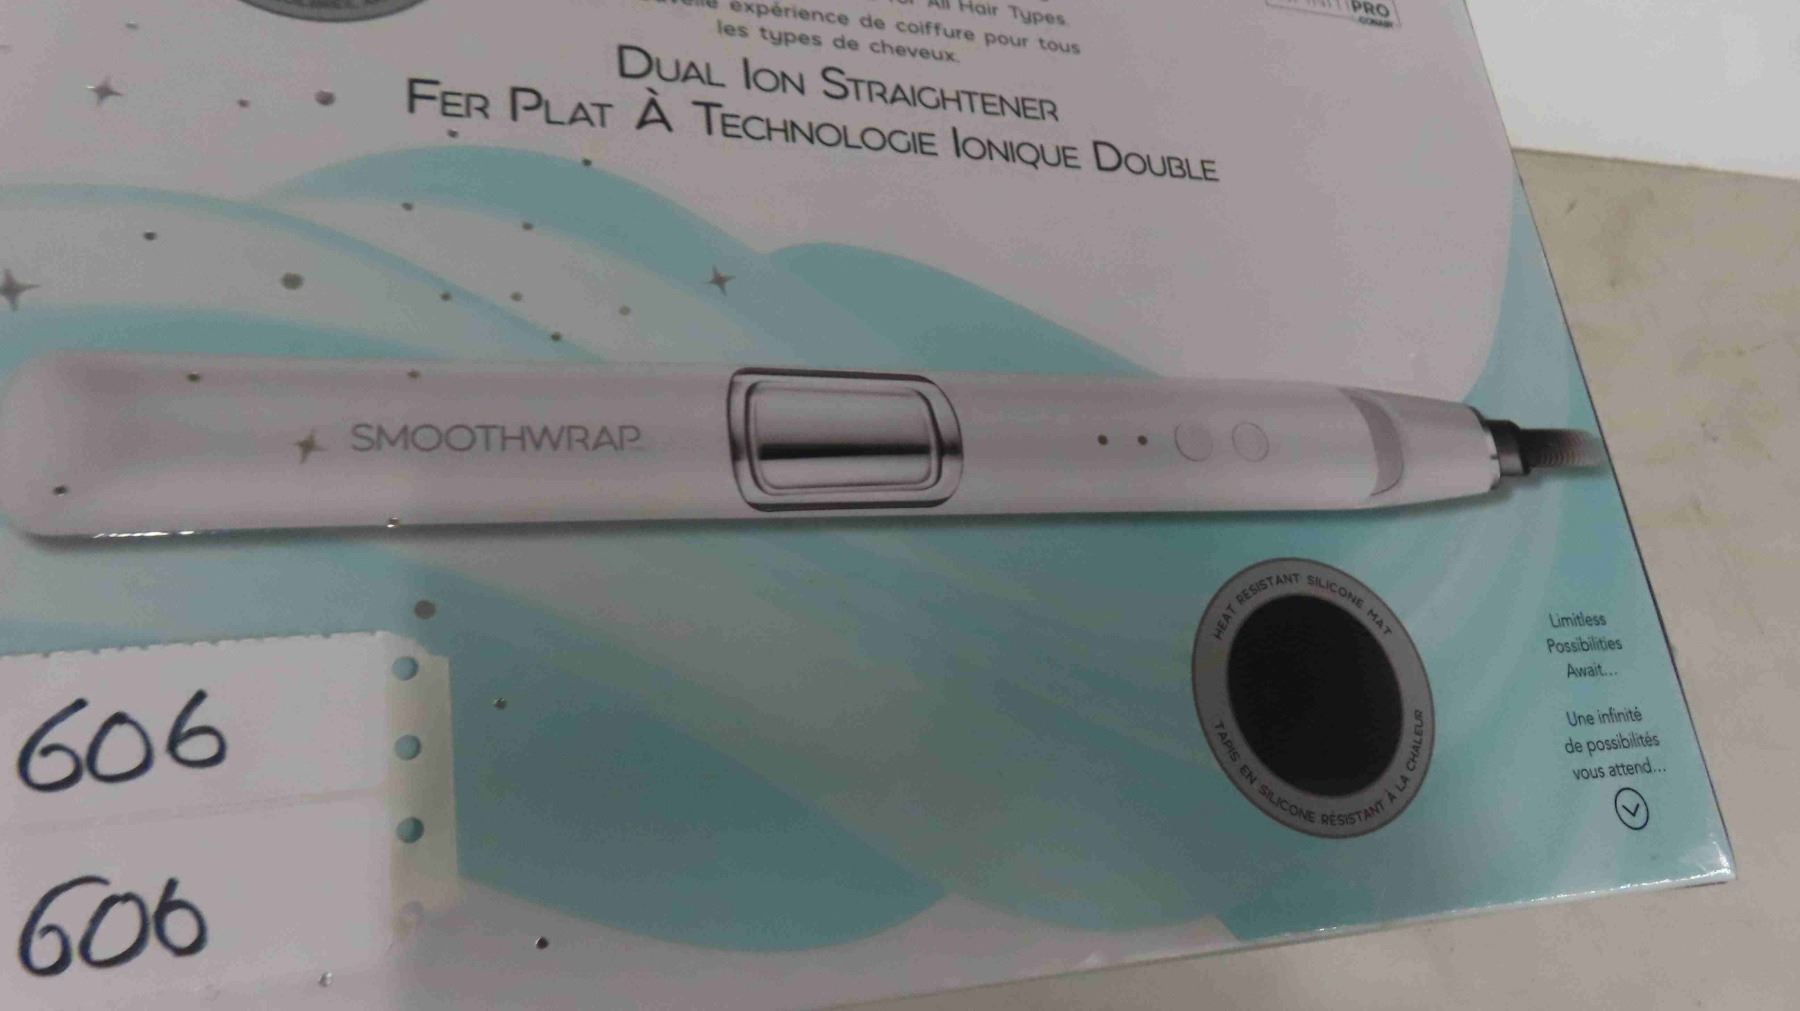 All Hair Types.
expérience de coiffure pour tous
les types de cheveux.
PRO
CONAIR
DUAL ION STRAIGHTENER
FER PLAT À TECHNOLOGIE IONIQUE DOUBLE
SMOOTHWRAP
HEAT RESISTANT SILICONE MAT
TAPIS EN SILICONE RÉSISTANT À LA CHALEUR
Limitless
Possibilities
Await...
Une infinité
de possibilités
vous attend...
606
606